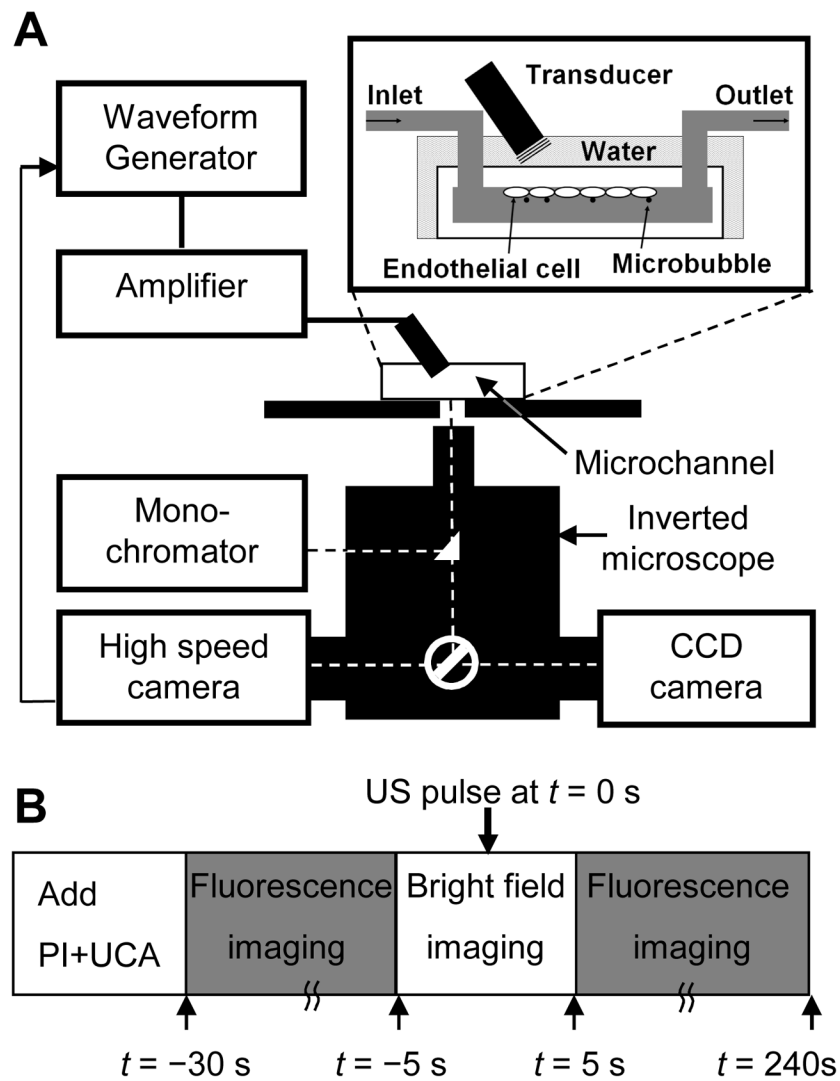 A
Waveform
Generator
Amplifier
Transducer
Inlet
Outlet
Water
Endothelial cell
Microbubble
Microchannel
Mono-
chromator
Inverted
microscope
High speed
camera
CCD
camera
B
US pulse at t = 0 s
Add
PI+UCA
Fluorescence
imaging
Bright field
imaging
Fluorescence
imaging
t = −30 s
t = −5 s
t = 5 s
t = 240s